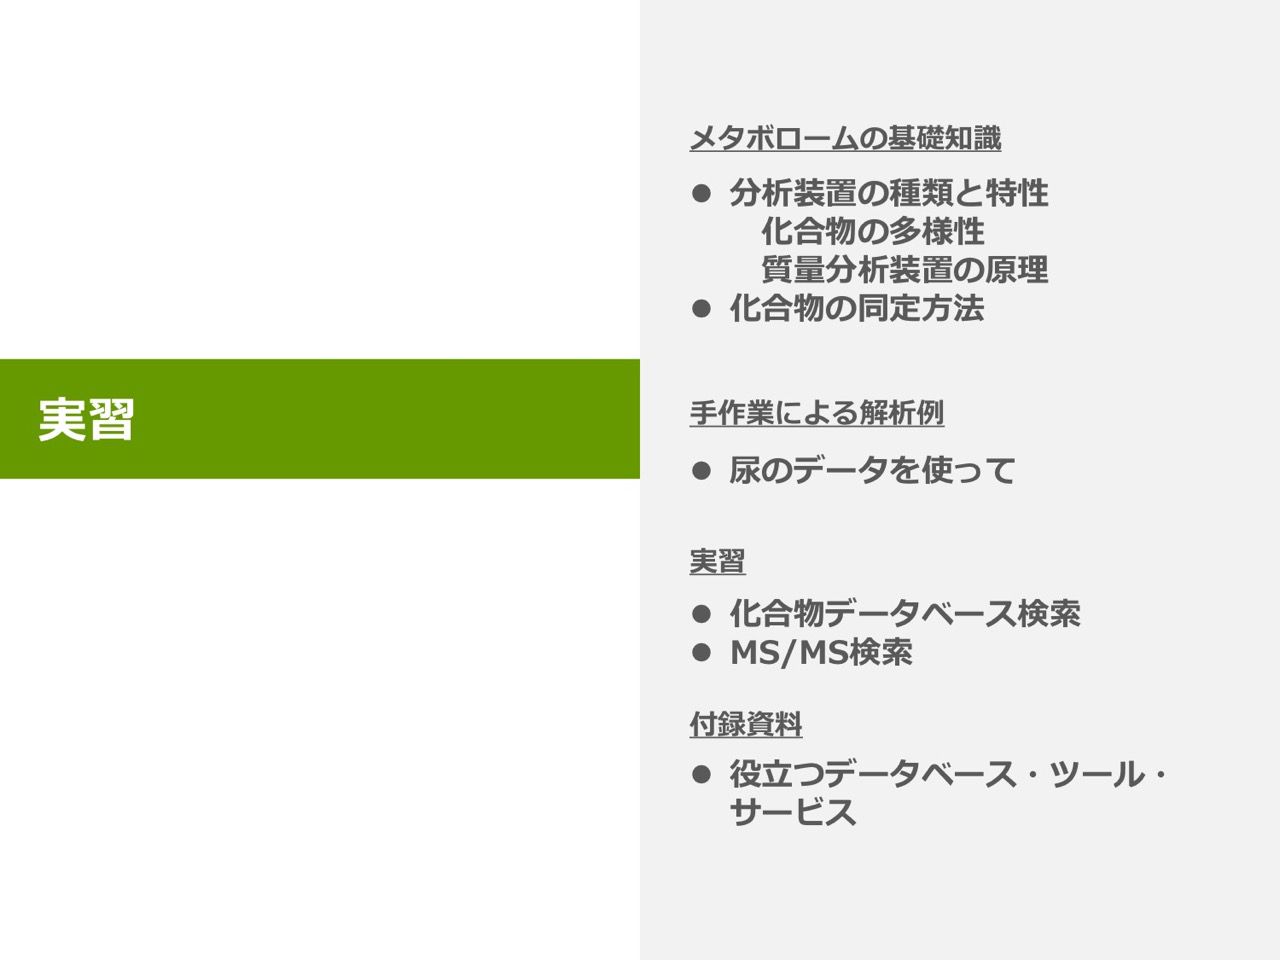 実習
メタボロームの基礎知識
● 分析装置の種類と特性
化合物の多様性
質量分析装置の原理
● 化合物の同定方法
手作業による解析例
● 尿のデータを使って
実習
● 化合物データベース検索
● MS/MS検索
付録資料
● 役立つデータベース・ツール・
サービス